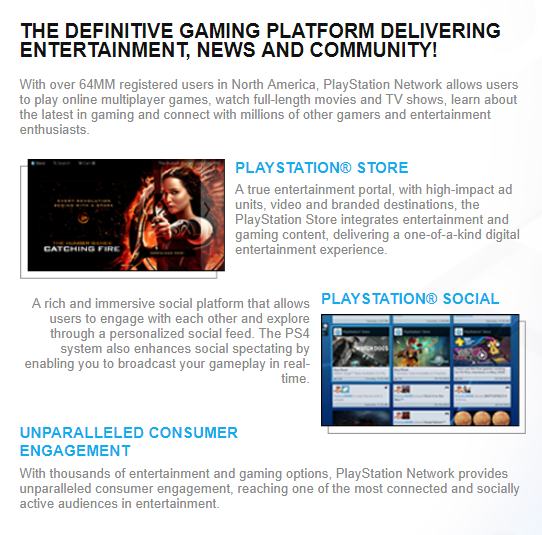 THE DEFINITIVE GAMING PLATFORM DELIVERING
ENTERTAINMENT, NEWS AND COMMUNITY!
With over 64MM registered users in North America, PlayStation Network allows users
to play online multiplayer games, watch full-length movies and TV shows, learn about
the latest in gaming and connect with millions of other gamers and entertainment
enthusiasts.
EVERY REVOLUTION
BEGINS WITH A SPARK
THE HUNGER GAMES
CATCHING FIRE
PLAYSTATION® STORE
A true entertainment portal, with high-impact ad
units, video and branded destinations, the
PlayStation Store integrates entertainment and
gaming content, delivering a one-of-a-kind digital
entertainment experience.
A rich and immersive social platform that allows
users to engage with each other and explore
through a personalized social feed. The PS4
system also enhances social spectating by
enabling you to broadcast your gameplay in real-
time.
PLAYSTATION® SOCIAL
WATCH DOGS
UNPARALLELED CONSUMER
ENGAGEMENT
With thousands of entertainment and gaming options, PlayStation Network provides
unparalleled consumer engagement, reaching one of the most connected and socially
active audiences in entertainment.